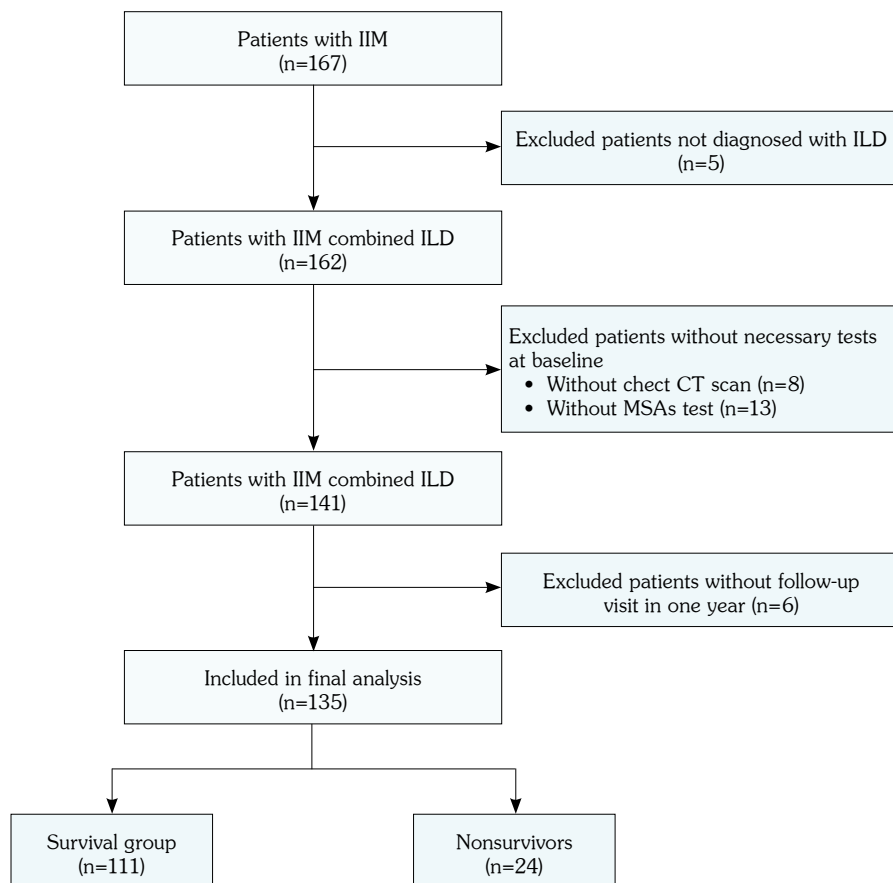 Patients with IIM
(n=167)
Excluded patients not diagnosed with ILD
(n=5)
Patients with IIM combined ILD
(n=162)
Excluded patients without necessary tests
at baseline
• Without chect CT scan (n=8)
• Without MSAs test (n=13)
Patients with IIM combined ILD
(n=141)
Excluded patients without follow-up
visit in one year (n=6)
Included in final analysis
(n=135)
Survival group
(n=111)
Nonsurvivors
(n=24)